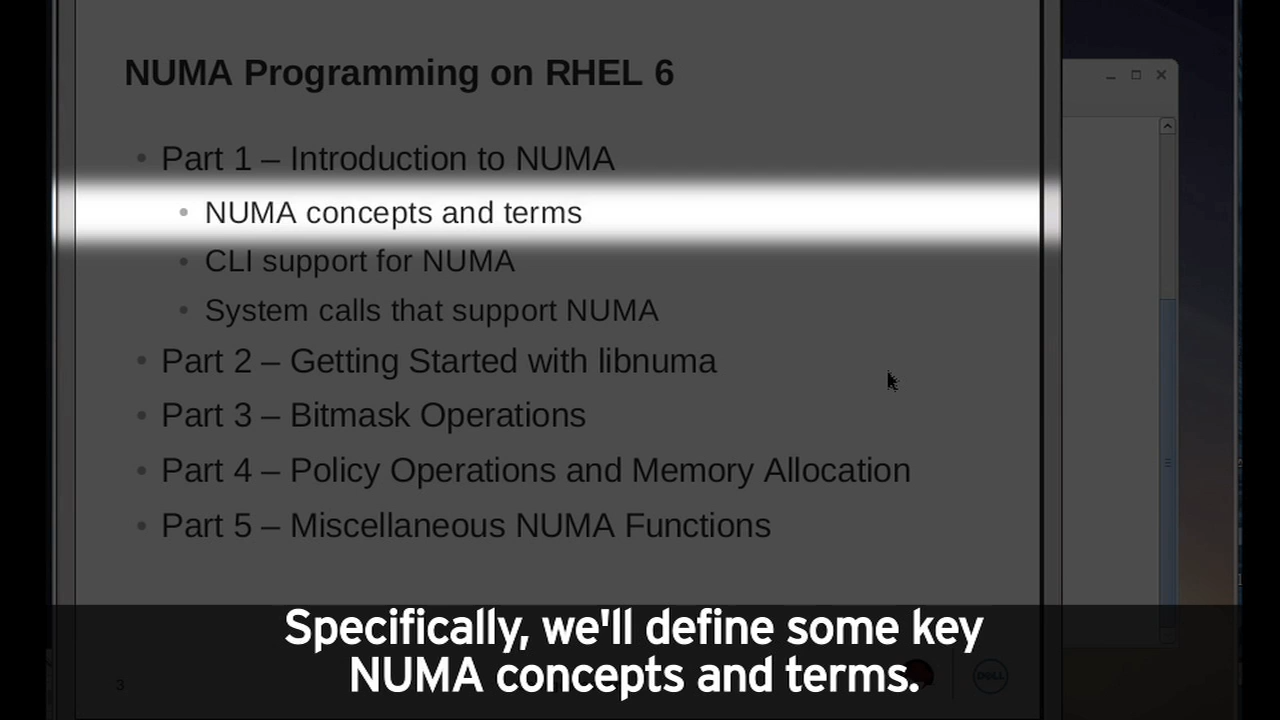 NUMA Programming on RHEL 6
• Part 1 – Introduction to NUMA
• NUMA concepts and terms
• CLI support for NUMA
• System calls that support NUMA
• Part 2 – Getting Started with libnuma
• Part 3 – Bitmask Operations
• Part 4 – Policy Operations and Memory Allocation
• Part 5 – Miscellaneous NUMA Functions
Specifically, we'll define some key
NUMA concepts and terms.
3
DELL